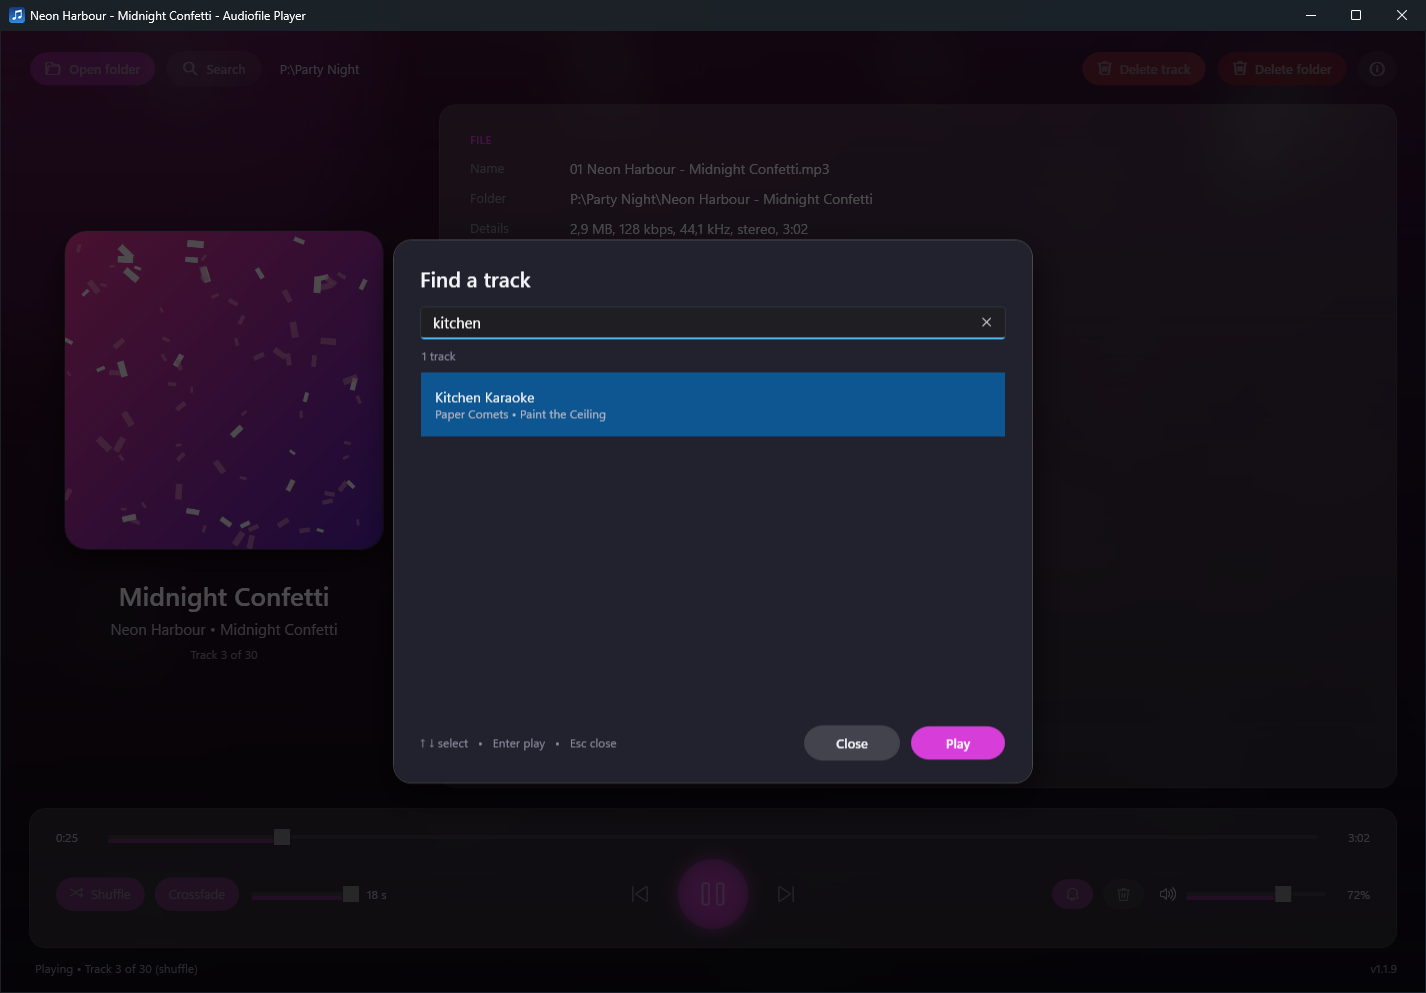 Neon Harbour - Midnight Confetti - Audiofile Player
Open folder
Search
P:\Party Night
Delete track
Delete folder
FILE
Name
01 Neon Harbour - Midnight Confetti.mp3
Folder
P:\Party Night\Neon Harbour - Midnight Confetti
Details
2,9 MB, 128 kbps, 44,1 kHz, stereo, 3:02
Find a track
kitchen
1 track
Kitchen Karaoke
Paper Comets • Paint the Ceiling
↑↓ select • Enter play • Esc close
Close
Play
Midnight Confetti
Neon Harbour • Midnight Confetti
Track 3 of 30
0:25
3:02
Shuffle
Crossfade
18 s
72%
Playing • Track 3 of 30 (shuffle)
v1.1.9